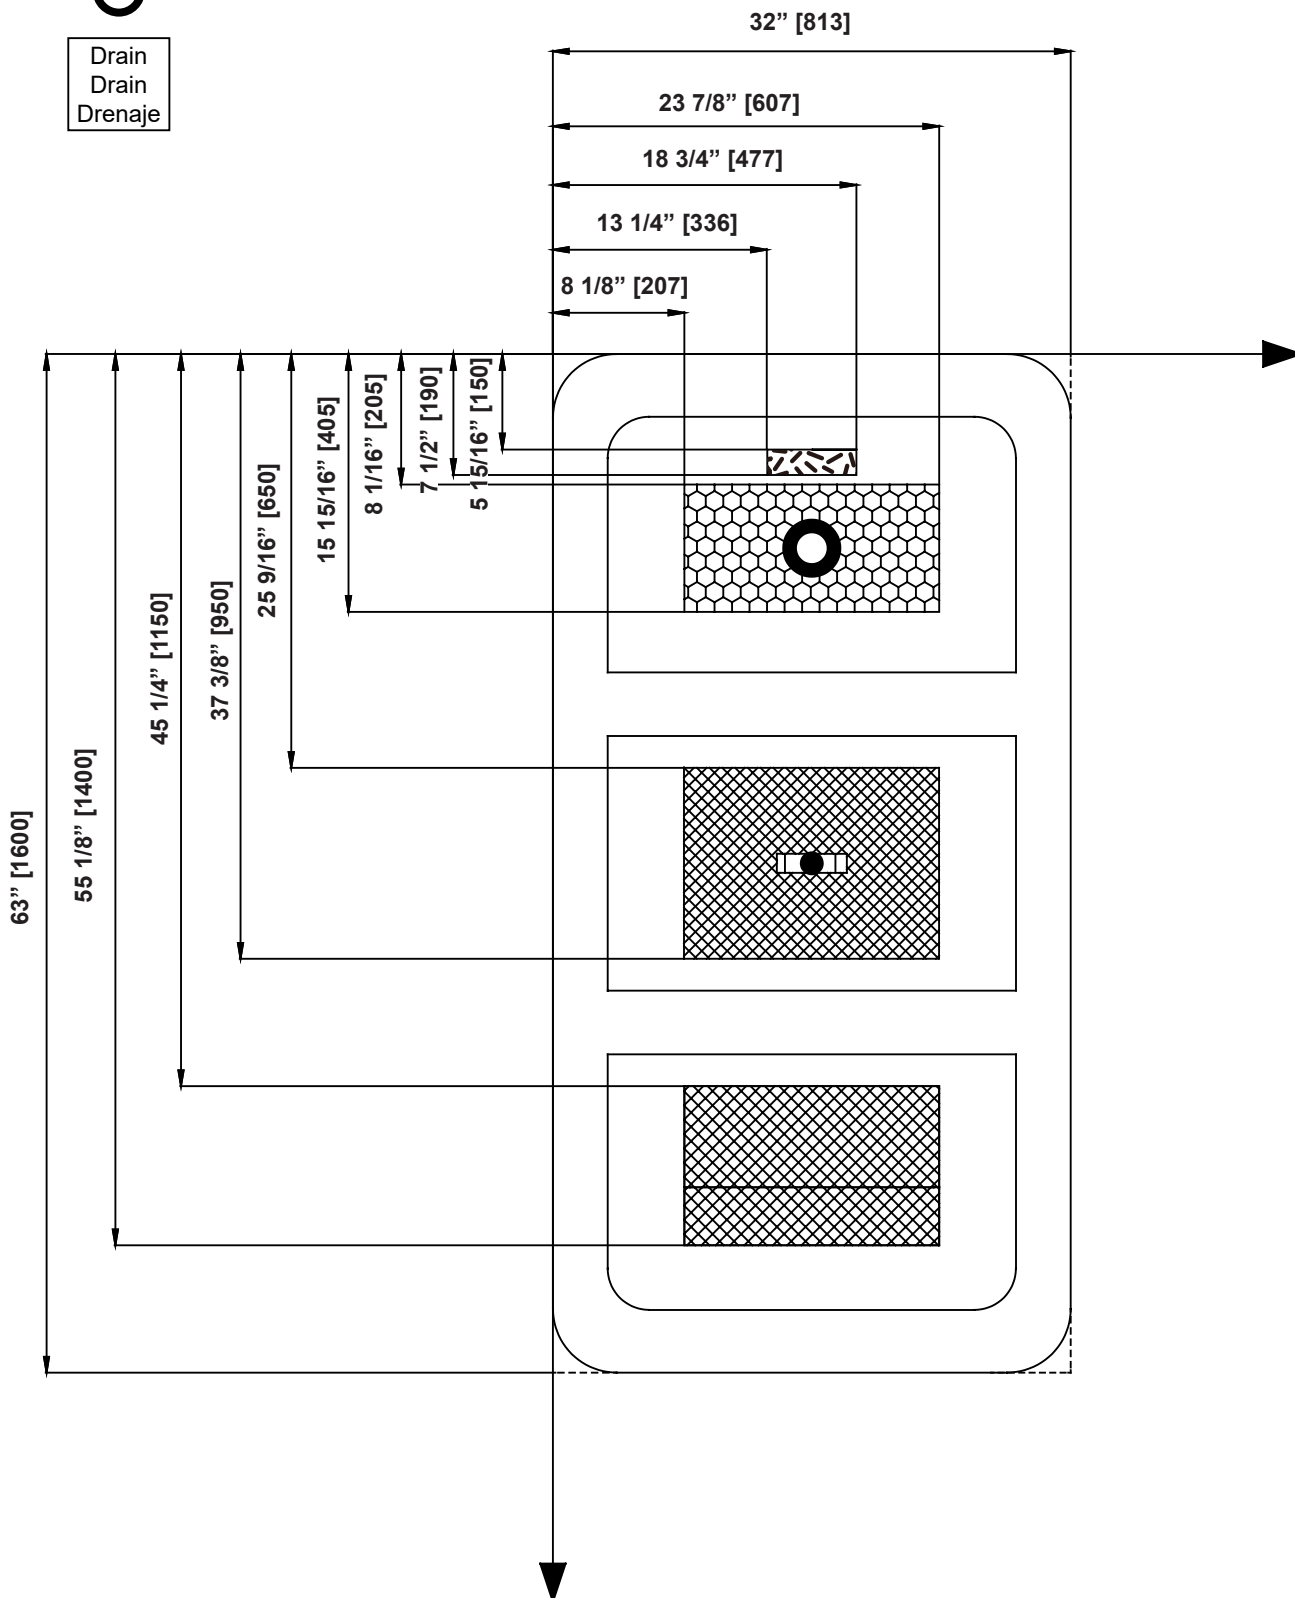 32” [813]
Drain
Drain
Drenaje
23 7/8” [607]
18 3/4” [477]
13 1/4” [336]
8 1/8” [207]
5 15/16” [150]
7 1/2” [190]
8 1/16” [205]
15 15/16” [405]
25 9/16” [650]
37 3/8” [950]
45 1/4” [1150]
55 1/8” [1400]
63” [1600]